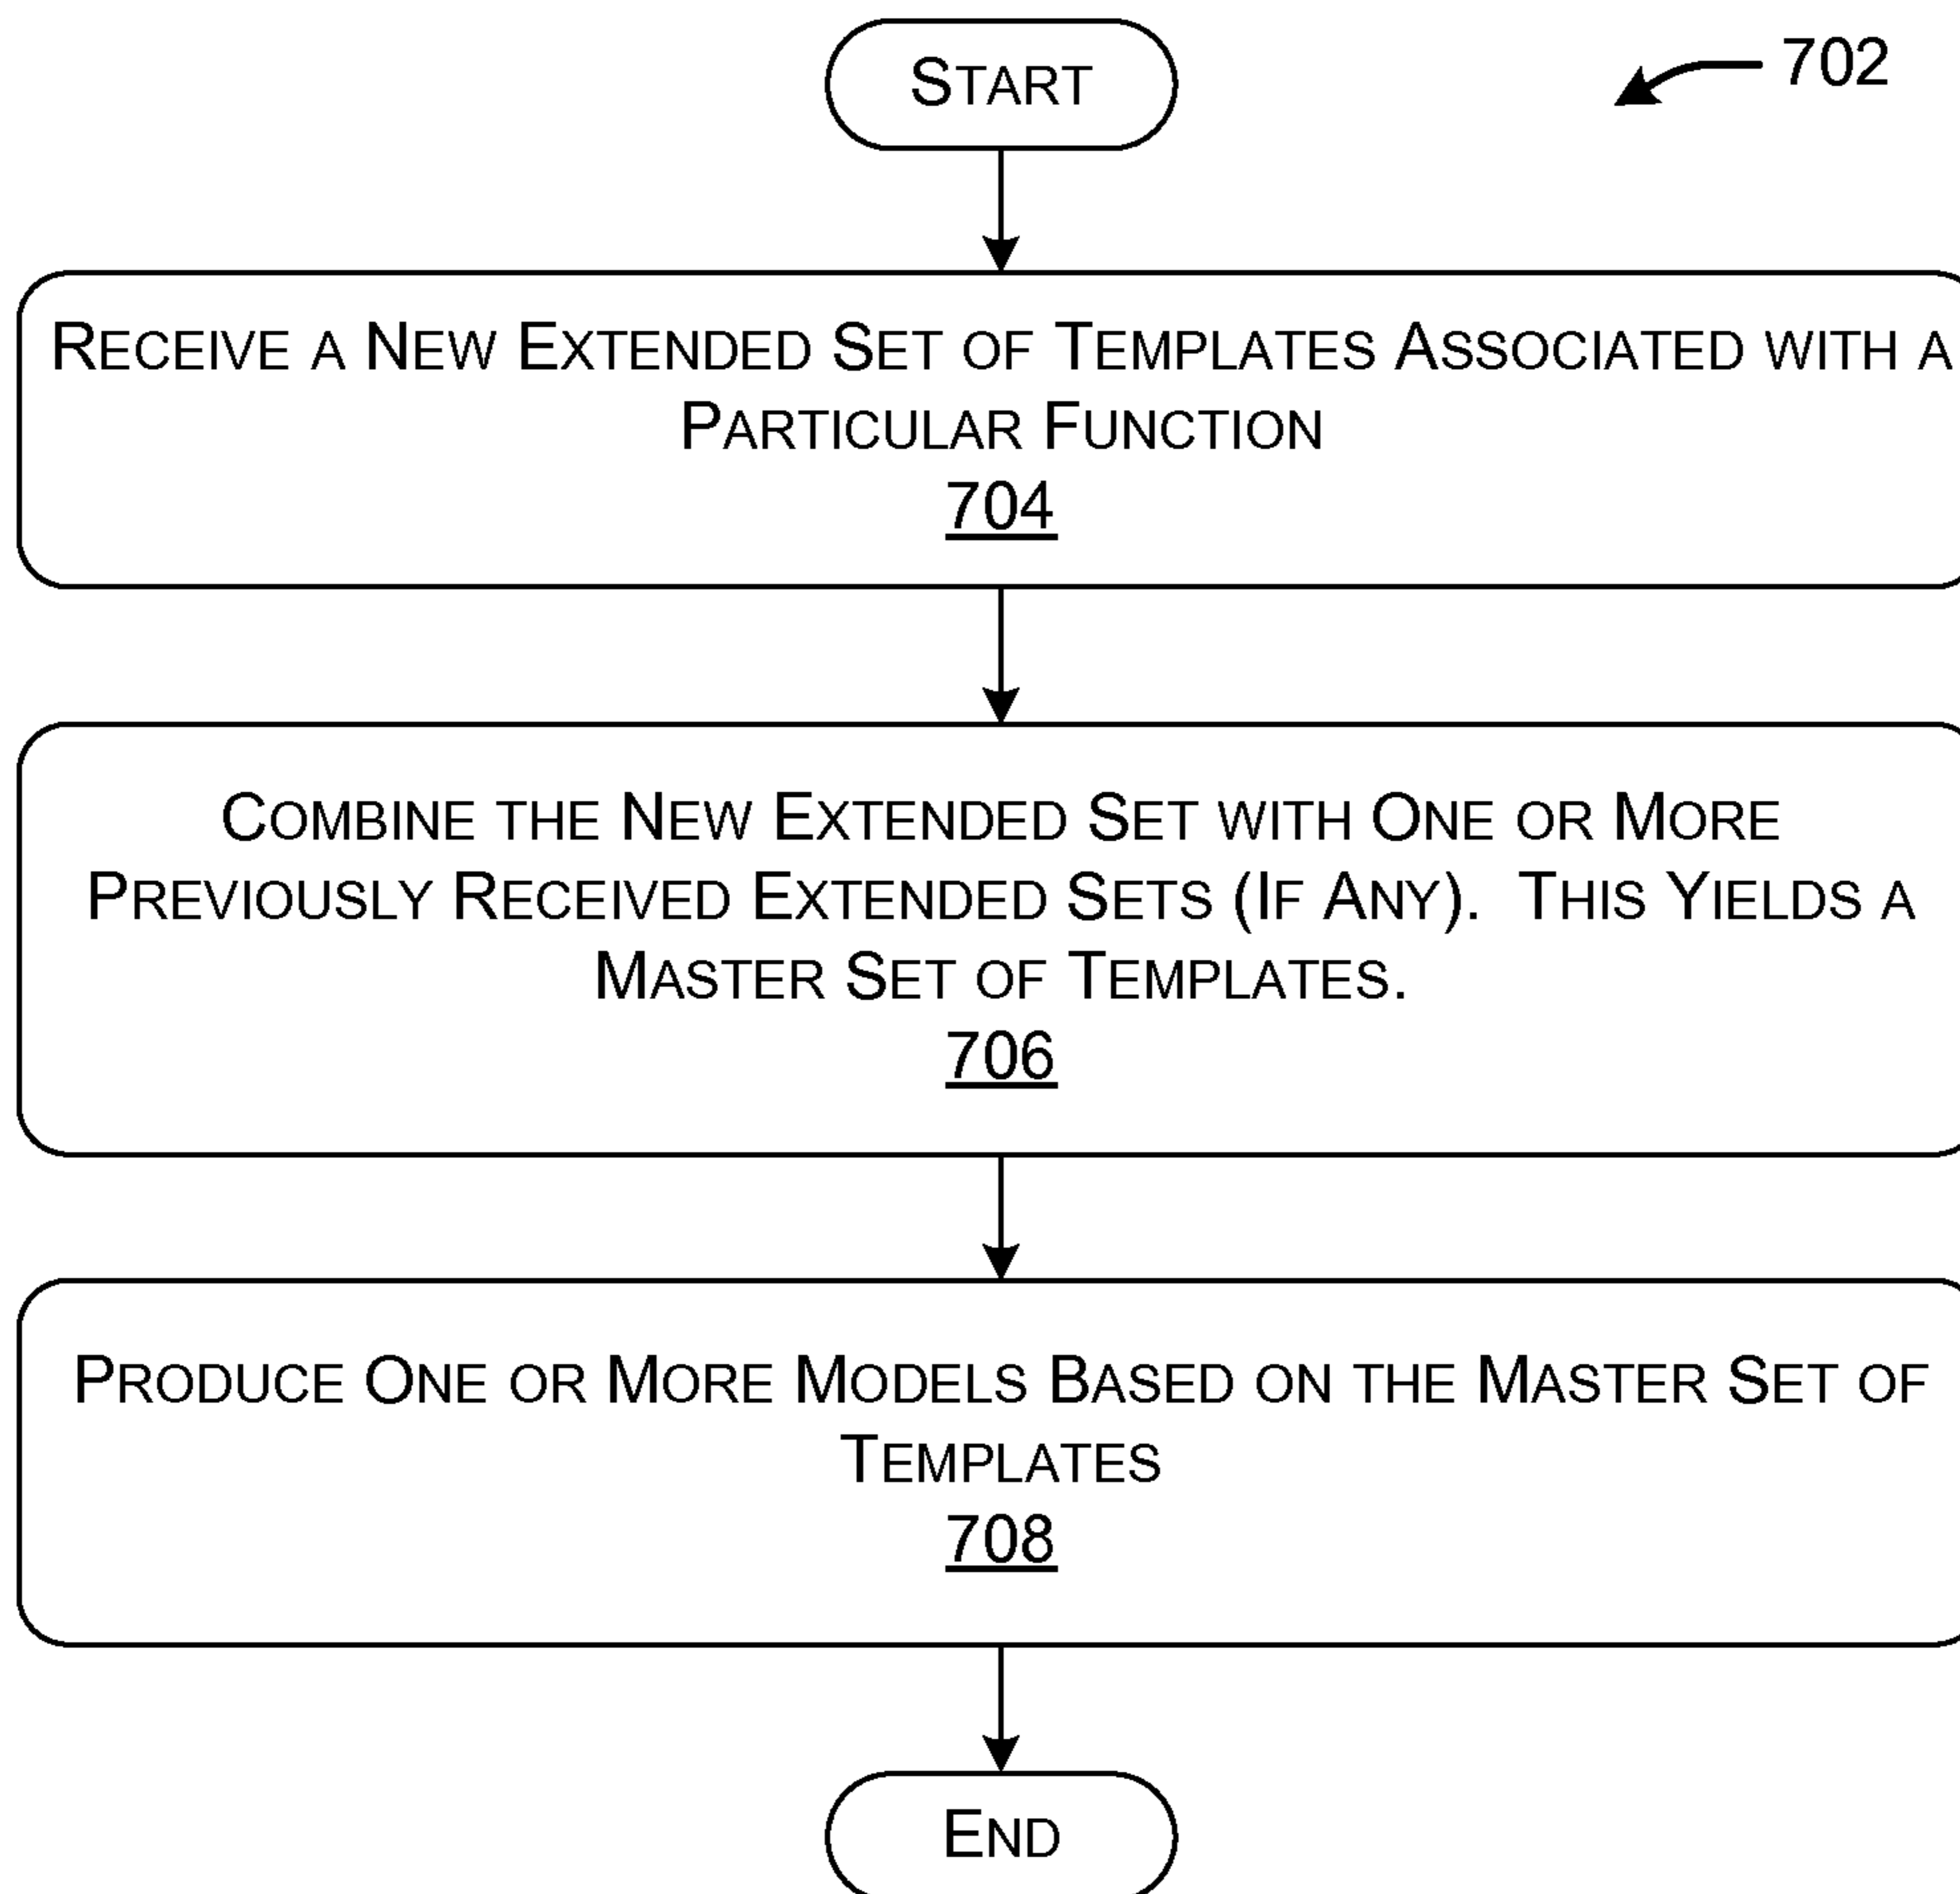 START
702
RECEIVE A NEW EXTENDED SET OF TEMPLATES ASSOCIATED WITH A
PARTICULAR FUNCTION
704
COMBINE THE NEW EXTENDED SET WITH ONE OR MORE
PREVIOUSLY RECEIVED EXTENDED SETS (IF ANY).  THIS YIELDS A
MASTER SET OF TEMPLATES.
706
PRODUCE ONE OR MORE MODELS BASED ON THE MASTER SET OF
TEMPLATES
708
END